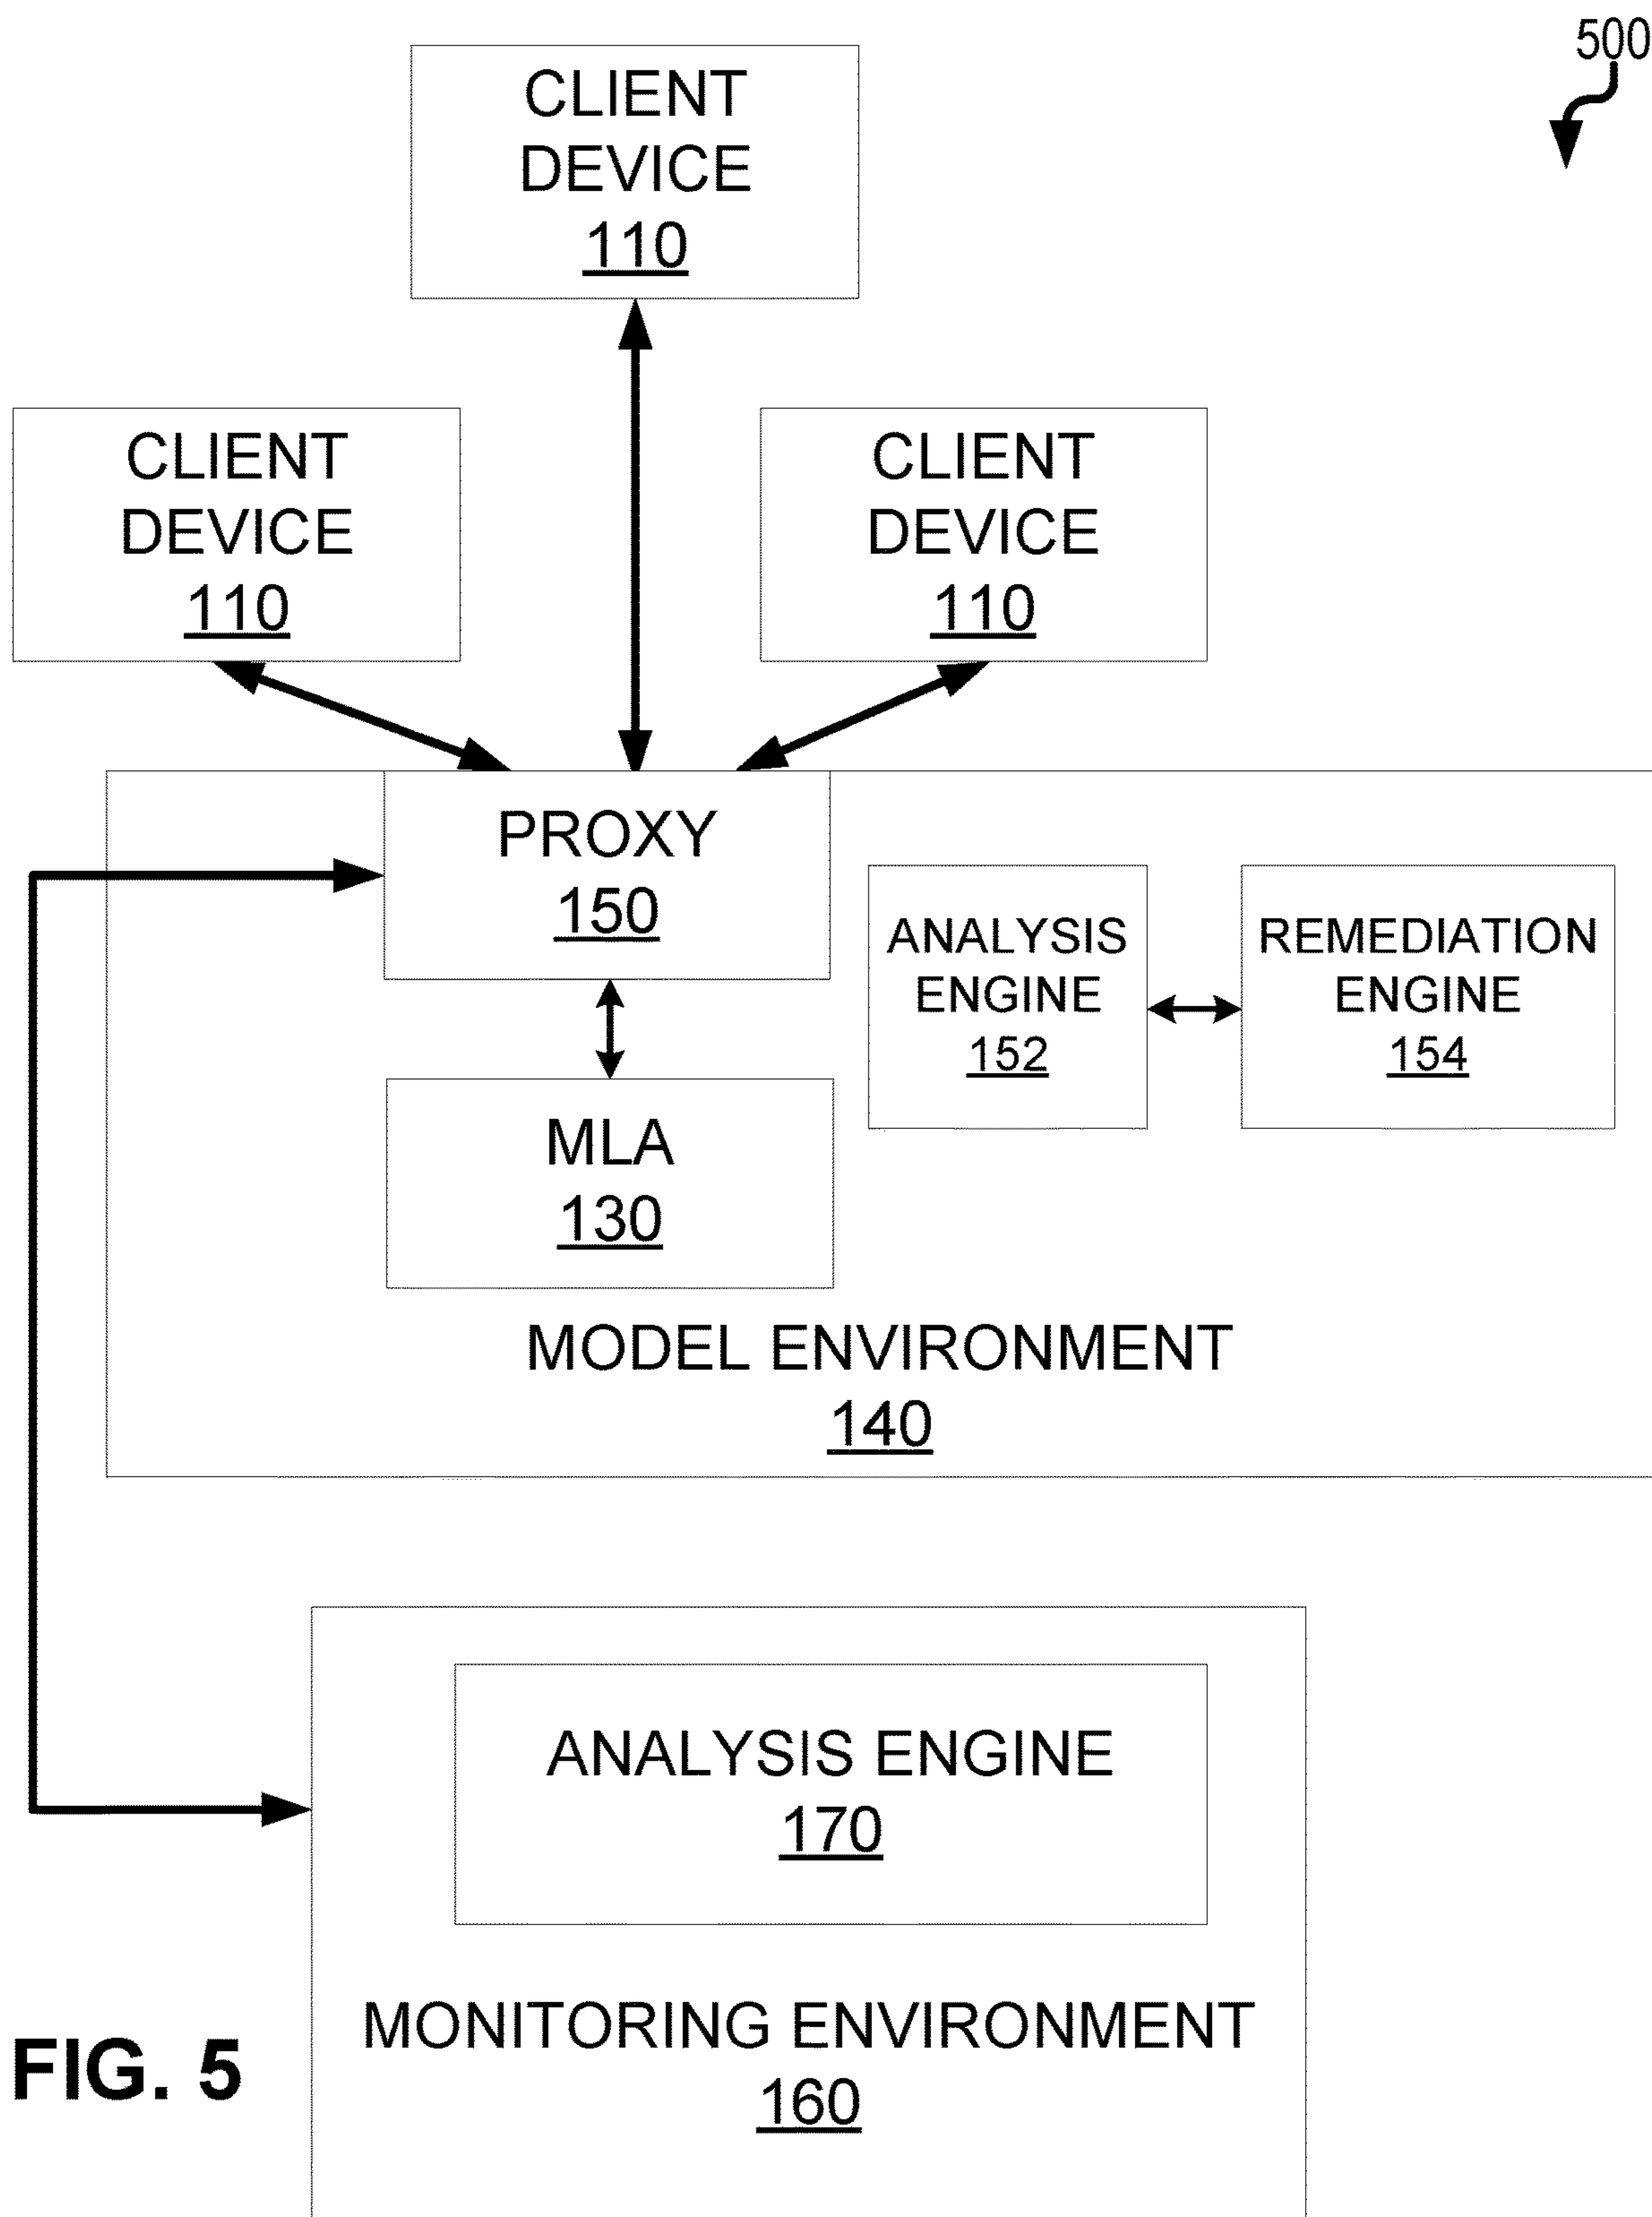 500
CLIENT
DEVICE
110
CLIENT
DEVICE
110
CLIENT
DEVICE
110
PROXY
150
ANALYSIS
ENGINE
152
REMEDIATION
ENGINE
154
MLA
130
MODEL ENVIRONMENT
140
ANALYSIS ENGINE
170
MONITORING ENVIRONMENT
160
FIG. 5